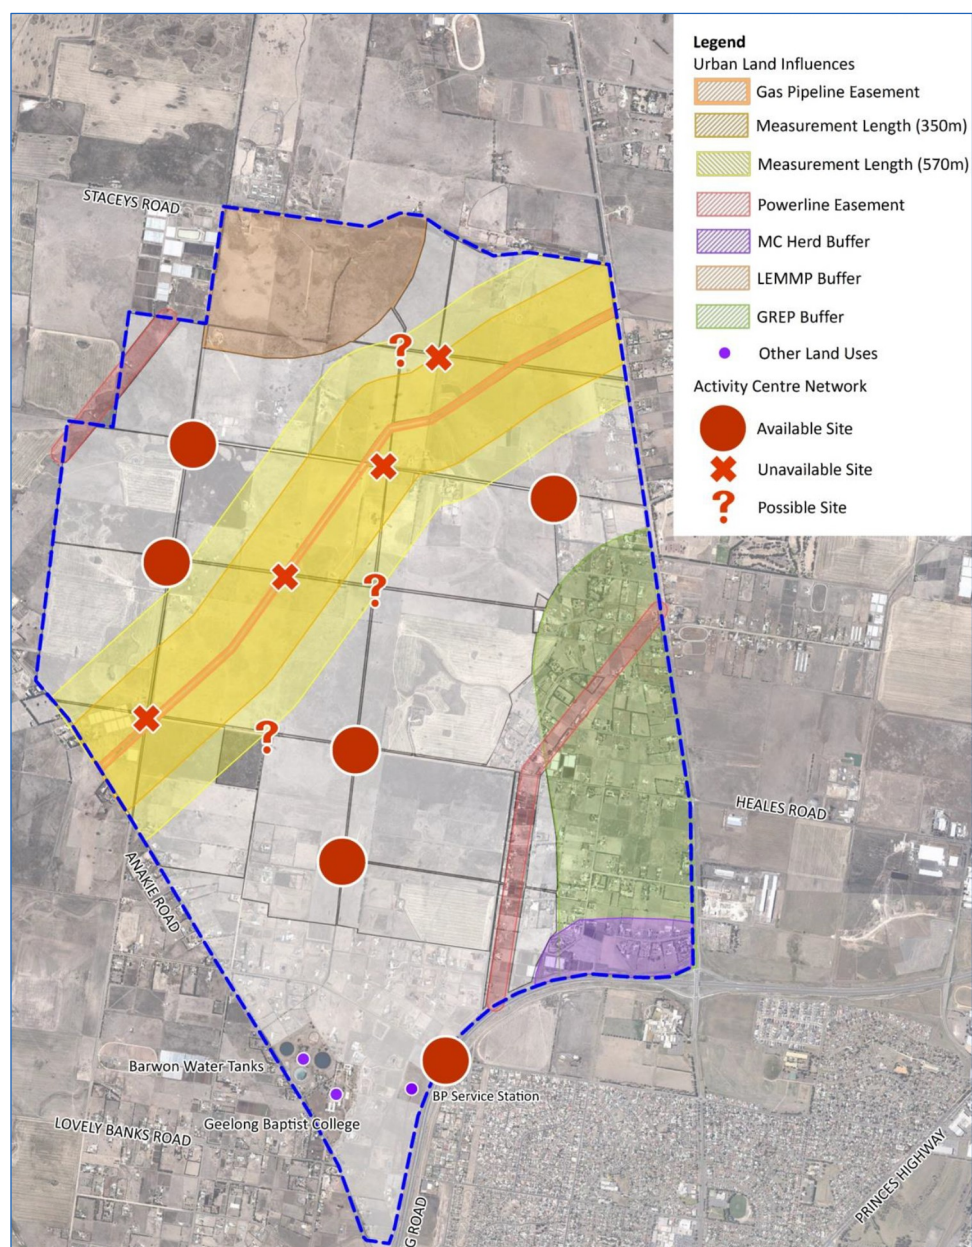 Legend
Urban Land Influences
Gas Pipeline Easement
Measurement Length (350m)
Measurement Length (570m)
Powerline Easement
MC Herd Buffer
LEMMP Buffer
GREP Buffer
Other Land Uses
Activity Centre Network
Available Site
Unavailable Site
Possible Site
STACEYS ROAD
?
?
?
HEALES ROAD
ANAKIE ROAD
Barwon Water Tanks
BP Service Station
Geelong Baptist College
LOVELY BANKS ROAD
PRINCES HIGHWAY
G ROAD